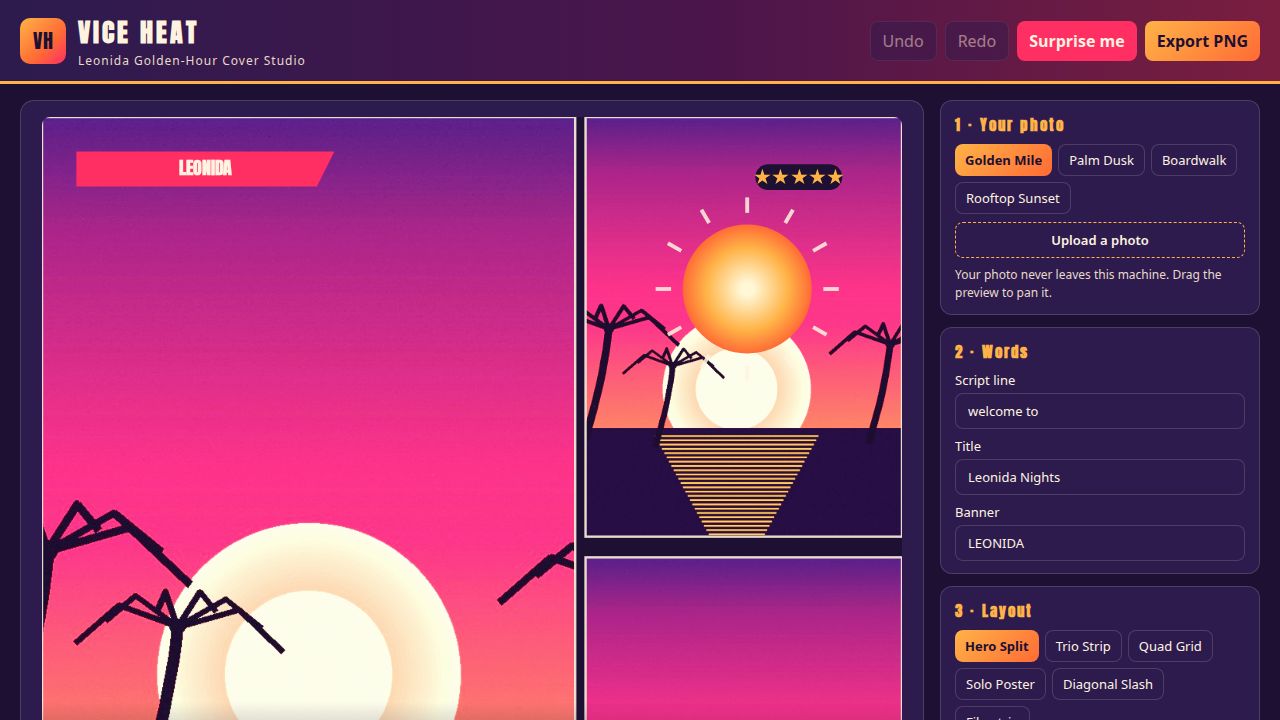 VH
VICE HEAT
Leonida Golden-Hour Cover Studio
Undo
Redo
Surprise me
Export PNG
LEONIDA
1 · Your photo
Golden Mile
Palm Dusk
Boardwalk
Rooftop Sunset
Upload a photo
Your photo never leaves this machine. Drag the
preview to pan it.
2 · Words
Script line
welcome to
Title
Leonida Nights
Banner
LEONIDA
3 · Layout
Hero Split
Trio Strip
Quad Grid
Solo Poster
Diagonal Slash